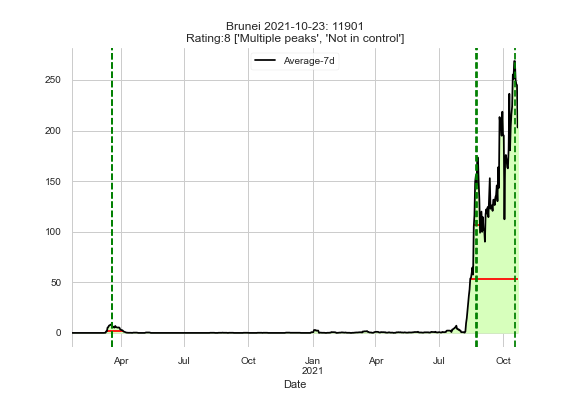 Brunei 2021-10-23: 11901
Rating:8 ['Multiple peaks', 'Not in control']
Average-7d
250
200
150
100
50
0
Apr Jul Oct Jan Apr Jul Oct
2021
Date